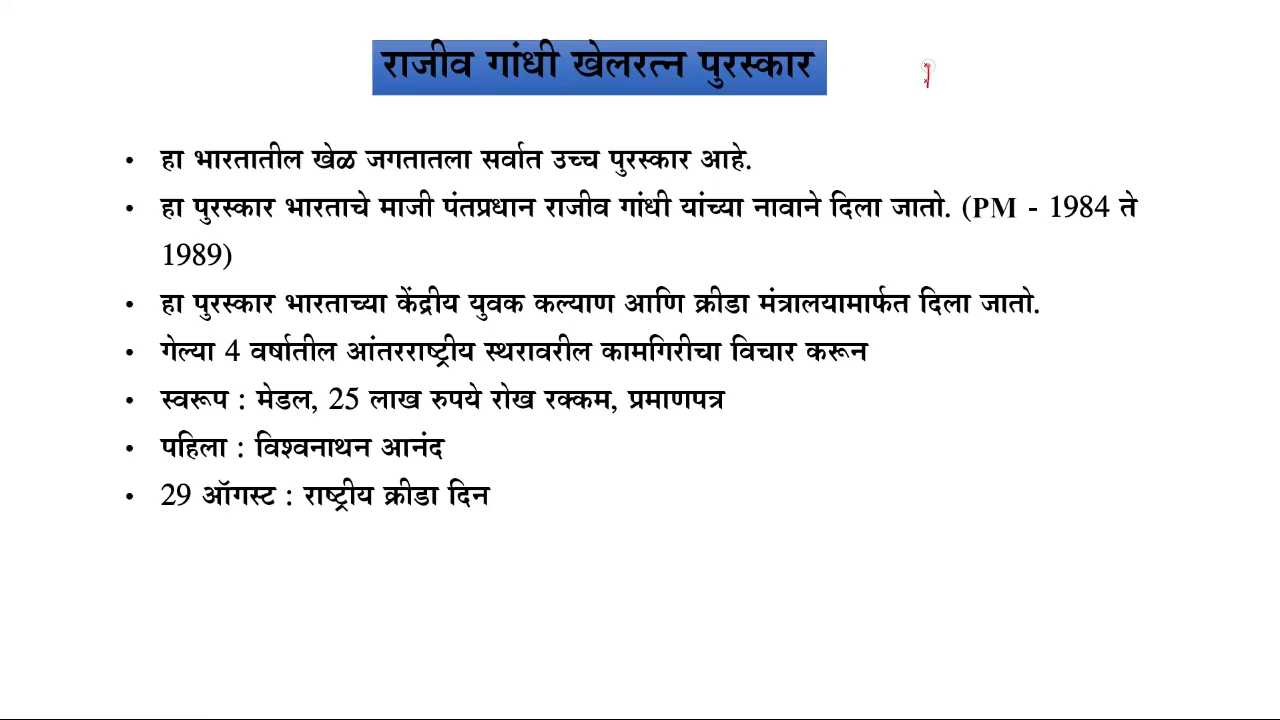 राजीव गांधी खेलरत्न पुरस्कार
• हा भारतातील खेळ जगतातला सर्वात उच्च पुरस्कार आहे.
• हा पुरस्कार भारताचे माजी पंतप्रधान राजीव गांधी यांच्या नावाने दिला जातो. (PM - 1984 ते
1989)
• हा पुरस्कार भारताच्या केंद्रीय युवक कल्याण आणि क्रीडा मंत्रालयामार्फत दिला जातो.
• गेल्या 4 वर्षातील आंतरराष्ट्रीय स्थरावरील कामगिरीचा विचार करून
• स्वरूप : मेडल, 25 लाख रुपये रोख रक्कम, प्रमाणपत्र
• पहिला : विश्वनाथन आनंद
• 29 ऑगस्ट : राष्ट्रीय क्रीडा दिन